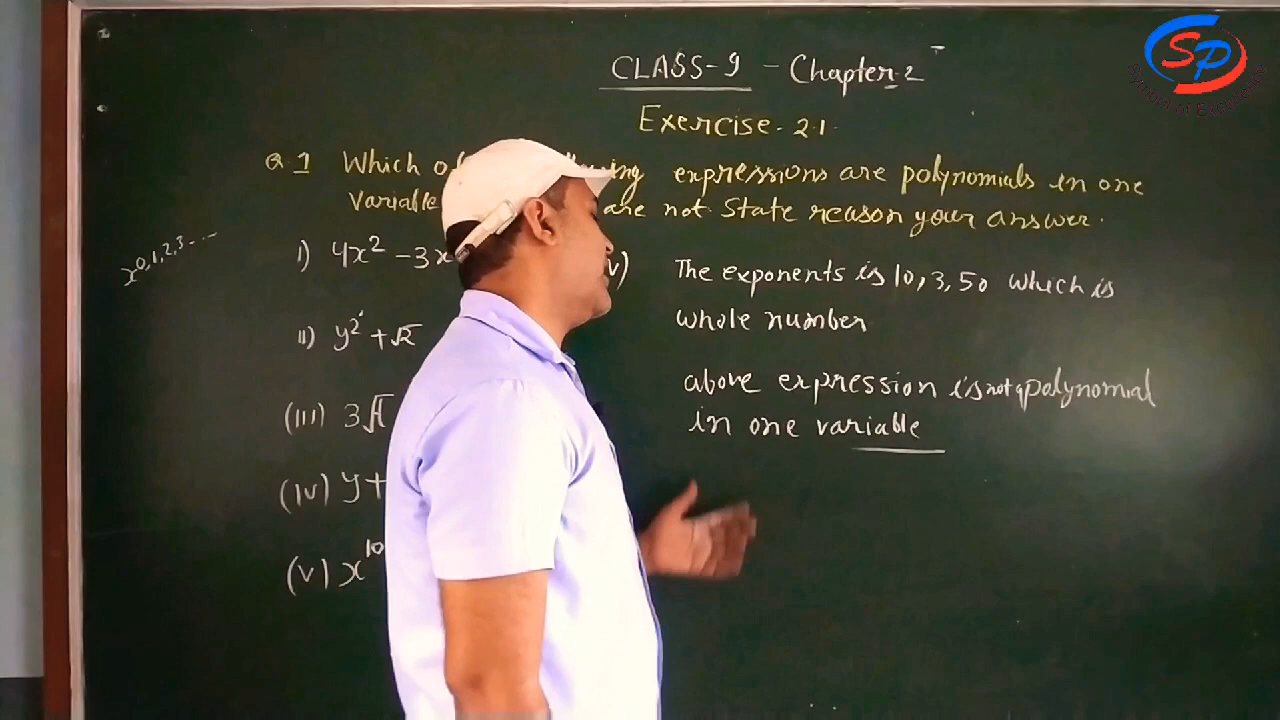 CLASS-9 - Chapter-2
SP
Exercise-2.1.
Q.1 Which expressions are polynomials in one
variable are not. State reason your answer.
x0,1,2,3---
i) 4x² - 3x
v) The exponents is 10, 3, 50 which is
whole number
ii) y² + √2
above expression is not a polynomial
in one variable
(iii) 3√t
(iv) y+
(v) x¹⁰